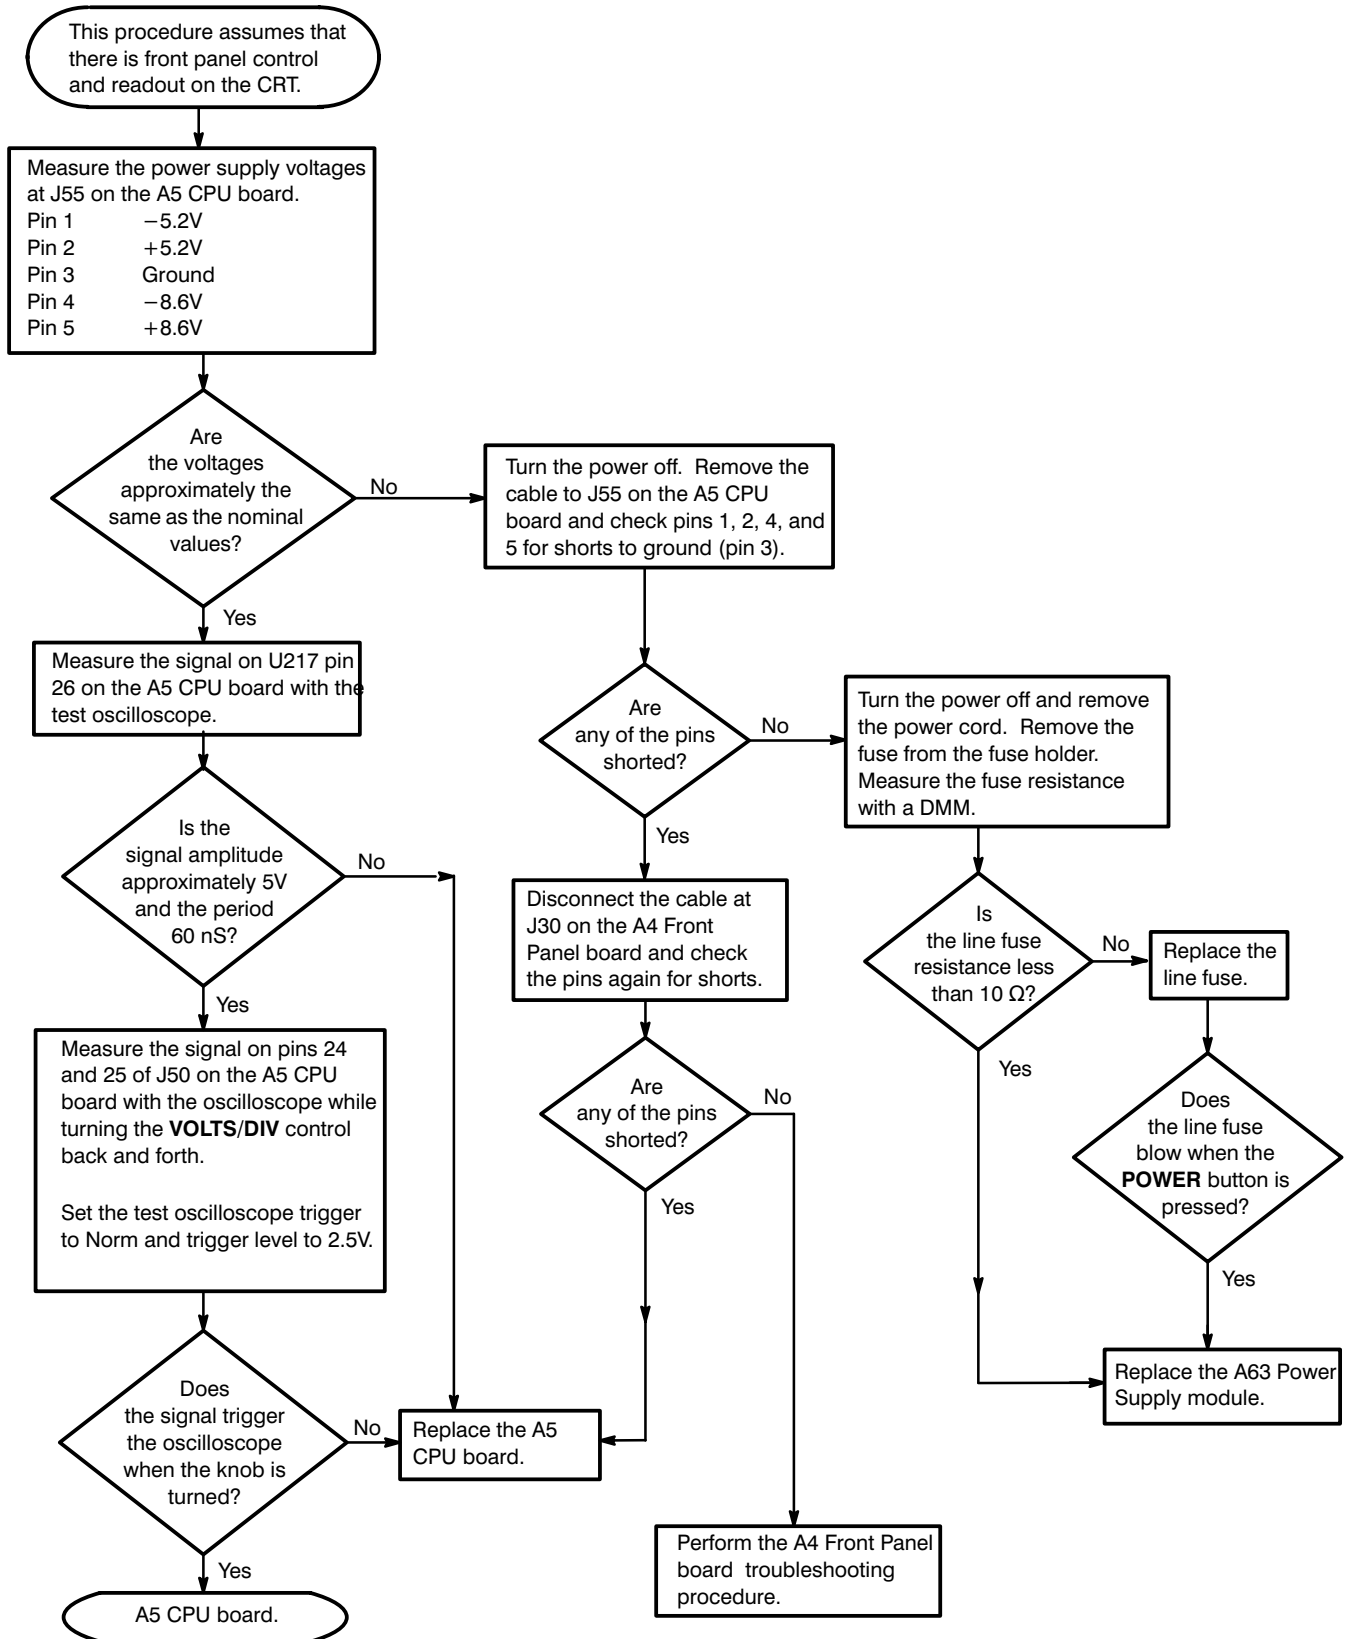 This procedure assumes that
there is front panel control
and readout on the CRT.
Measure the power supply voltages
at J55 on the A5 CPU board.
Pin 1 −5.2V
Pin 2 +5.2V
Pin 3 Ground
Pin 4 −8.6V
Pin 5 +8.6V
Are
the voltages
approximately the
same as the nominal
values?
No
Yes
Turn the power off. Remove the
cable to J55 on the A5 CPU
board and check pins 1, 2, 4, and
5 for shorts to ground (pin 3).
Measure the signal on U217 pin
26 on the A5 CPU board with the
test oscilloscope.
Are
any of the pins
shorted?
No
Yes
Turn the power off and remove
the power cord. Remove the
fuse from the fuse holder.
Measure the fuse resistance
with a DMM.
Is the
signal amplitude
approximately 5V
and the period
60 nS?
No
Yes
Disconnect the cable at
J30 on the A4 Front
Panel board and check
the pins again for shorts.
Is
the line fuse
resistance less
than 10 Ω?
No
Yes
Replace the
line fuse.
Measure the signal on pins 24
and 25 of J50 on the A5 CPU
board with the oscilloscope while
turning the VOLTS/DIV control
back and forth.
Set the test oscilloscope trigger
to Norm and trigger level to 2.5V.
Are
any of the pins
shorted?
No
Yes
Does
the line fuse
blow when the
POWER button is
pressed?
Yes
Does
the signal trigger
the oscilloscope
when the knob is
turned?
No
Yes
Replace the A5
CPU board.
Replace the A63 Power
Supply module.
Perform the A4 Front Panel
board troubleshooting
procedure.
A5 CPU board.